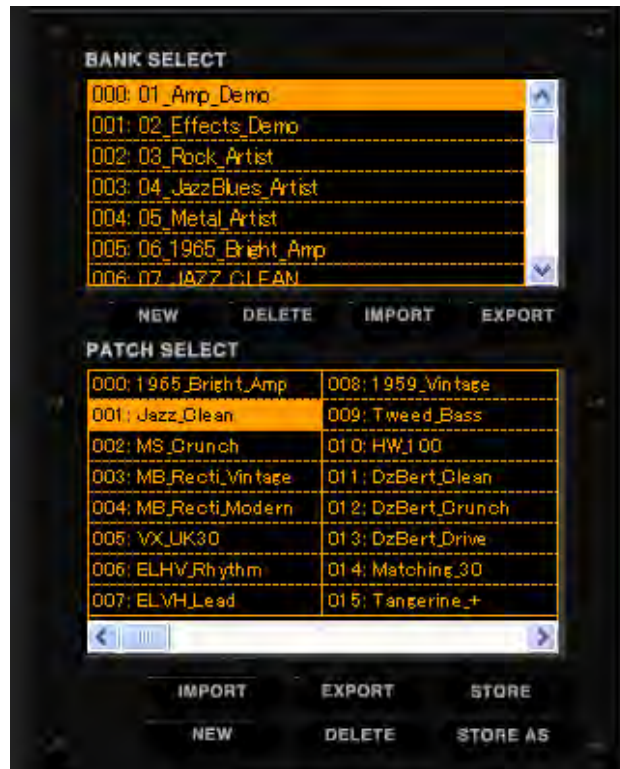 BANK SELECT
000: 01_Amp_Demo
001: 02_Effects_Demo
002: 03_Rock_Artist
003: 04_JazzBlues_Artist
004: 05_Metal_Artist
005: 06_1965_Bright_Amp
006: 07_JAZZ_CLEAN
NEW DELETE IMPORT EXPORT
PATCH SELECT
000: 1965_Bright_Amp 008: 1959_Vintage
001: Jazz_Clean 009: Tweed_Bass
002: MS_Crunch 010: HW_100
003: MB_Recti_Vintage 011: DzBert_Clean
004: MB_Recti_Modern 012: DzBert_Crunch
005: VX_UK30 013: DzBert_Drive
006: ELHV_Rhythm 014: Matching_30
007: ELVH_Lead 015: Tangerine_+
IMPORT EXPORT STORE
NEW DELETE STORE AS